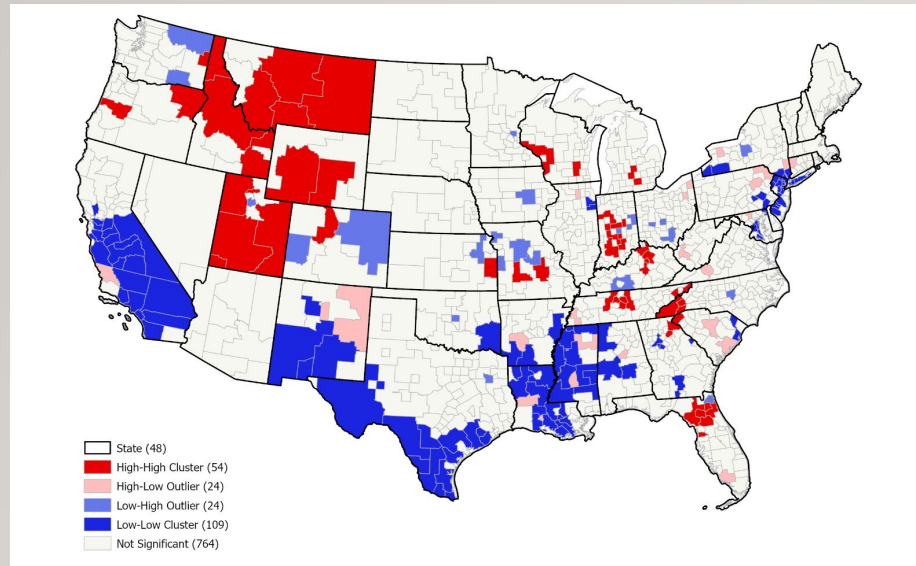 State (48)
High-High Cluster (54)
High-Low Outlier (24)
Low-High Outlier (24)
Low-Low Cluster (109)
Not Significant (764)